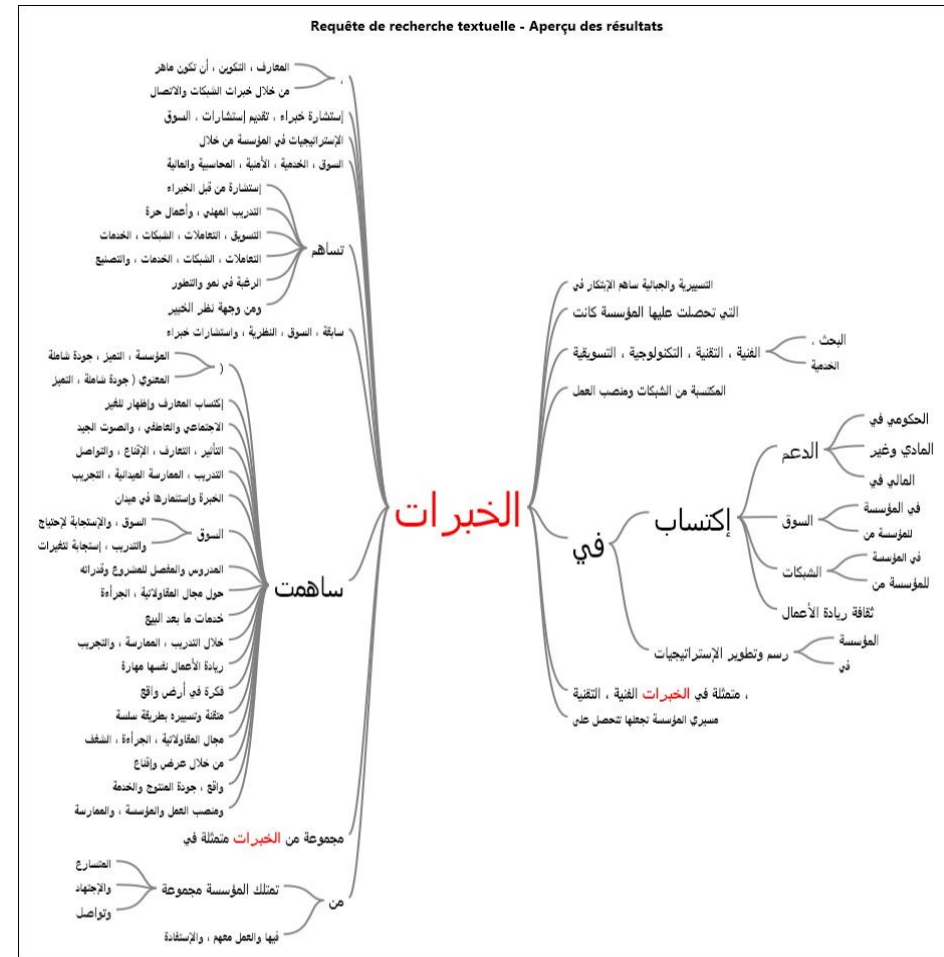 Requête de recherche textuelle - Aperçu des résultats
المعارف ، التكوين ، أن تكون ماهر
من خلال خبرات الشبكات والاتصال
،
إستشارة خبراء ، تقديم إستشارات ، السوق
الإستراتيجيات في المؤسسة من خلال
السوق ، الخدمية ، الأمنية ، المحاسبية والمالية
إستشارة من قبل الخبراء
التدريب المهني ، وأعمال حرة
التسويق ، التعاملات ، الشبكات ، الخدمات
التعاملات ، الشبكات ، الخدمات ، والتصنيع
الرغبة في نمو والتطور
ومن وجهة نظر الخبير
تساهم
سابقة ، السوق ، النظرية ، واستشارات خبراء
المؤسسة ، التميز ، جودة شاملة
المعنوي ( جودة شاملة ، التميز
(
إكتساب المعارف وإظهار للغير
الاجتماعي والعاطفي ، والصوت الجيد
التأثير ، التعارف ، الإقناع ، والتواصل
التدريب ، الممارسة الميدانية ، التجريب
الخبرة وإستثمارها في ميدان
السوق ، والإستجابة لإحتياج
والتدريب ، إستجابة لتغيرات
السوق
المدروس والمفصل للمشروع وقدراته
حول مجال المقاولاتية ، الجرأءة
خدمات ما بعد البيع
خلال التدريب ، الممارسة ، والتجريب
ريادة الأعمال نفسها مهارة
فكرة في أرض واقع
متقنة وتسييره بطريقة سلسة
مجال المقاولاتية ، الجرأءة ، الشغف
من خلال عرض وإقناع
واقع ، جودة المنتوج والخدمة
ومنصب العمل والمؤسسة ، والممارسة
ساهمت
مجموعة من الخبرات متمثلة في
المتسارع
والإجتهاد
وتواصل
تمتلك المؤسسة مجموعة
فيها والعمل معهم ، والإستفادة
من
الخبرات
التسييرية والجبائية ساهم الإبتكار في
التي تحصلت عليها المؤسسة كانت
الفنية ، التقنية ، التكنولوجية ، التسويقية
البحث ،
الخدمية
المكتسبة من الشبكات ومنصب العمل
في
إكتساب
الدعم
الحكومي في
المادي وغير
المالي في
السوق
في المؤسسة
للمؤسسة من
الشبكات
في المؤسسة
للمؤسسة من
ثقافة ريادة الأعمال
رسم وتطوير الإستراتيجيات
المؤسسة
في
، متمثلة في الخبرات الفنية ، التقنية
مسيري المؤسسة تجعلها تتحصل على